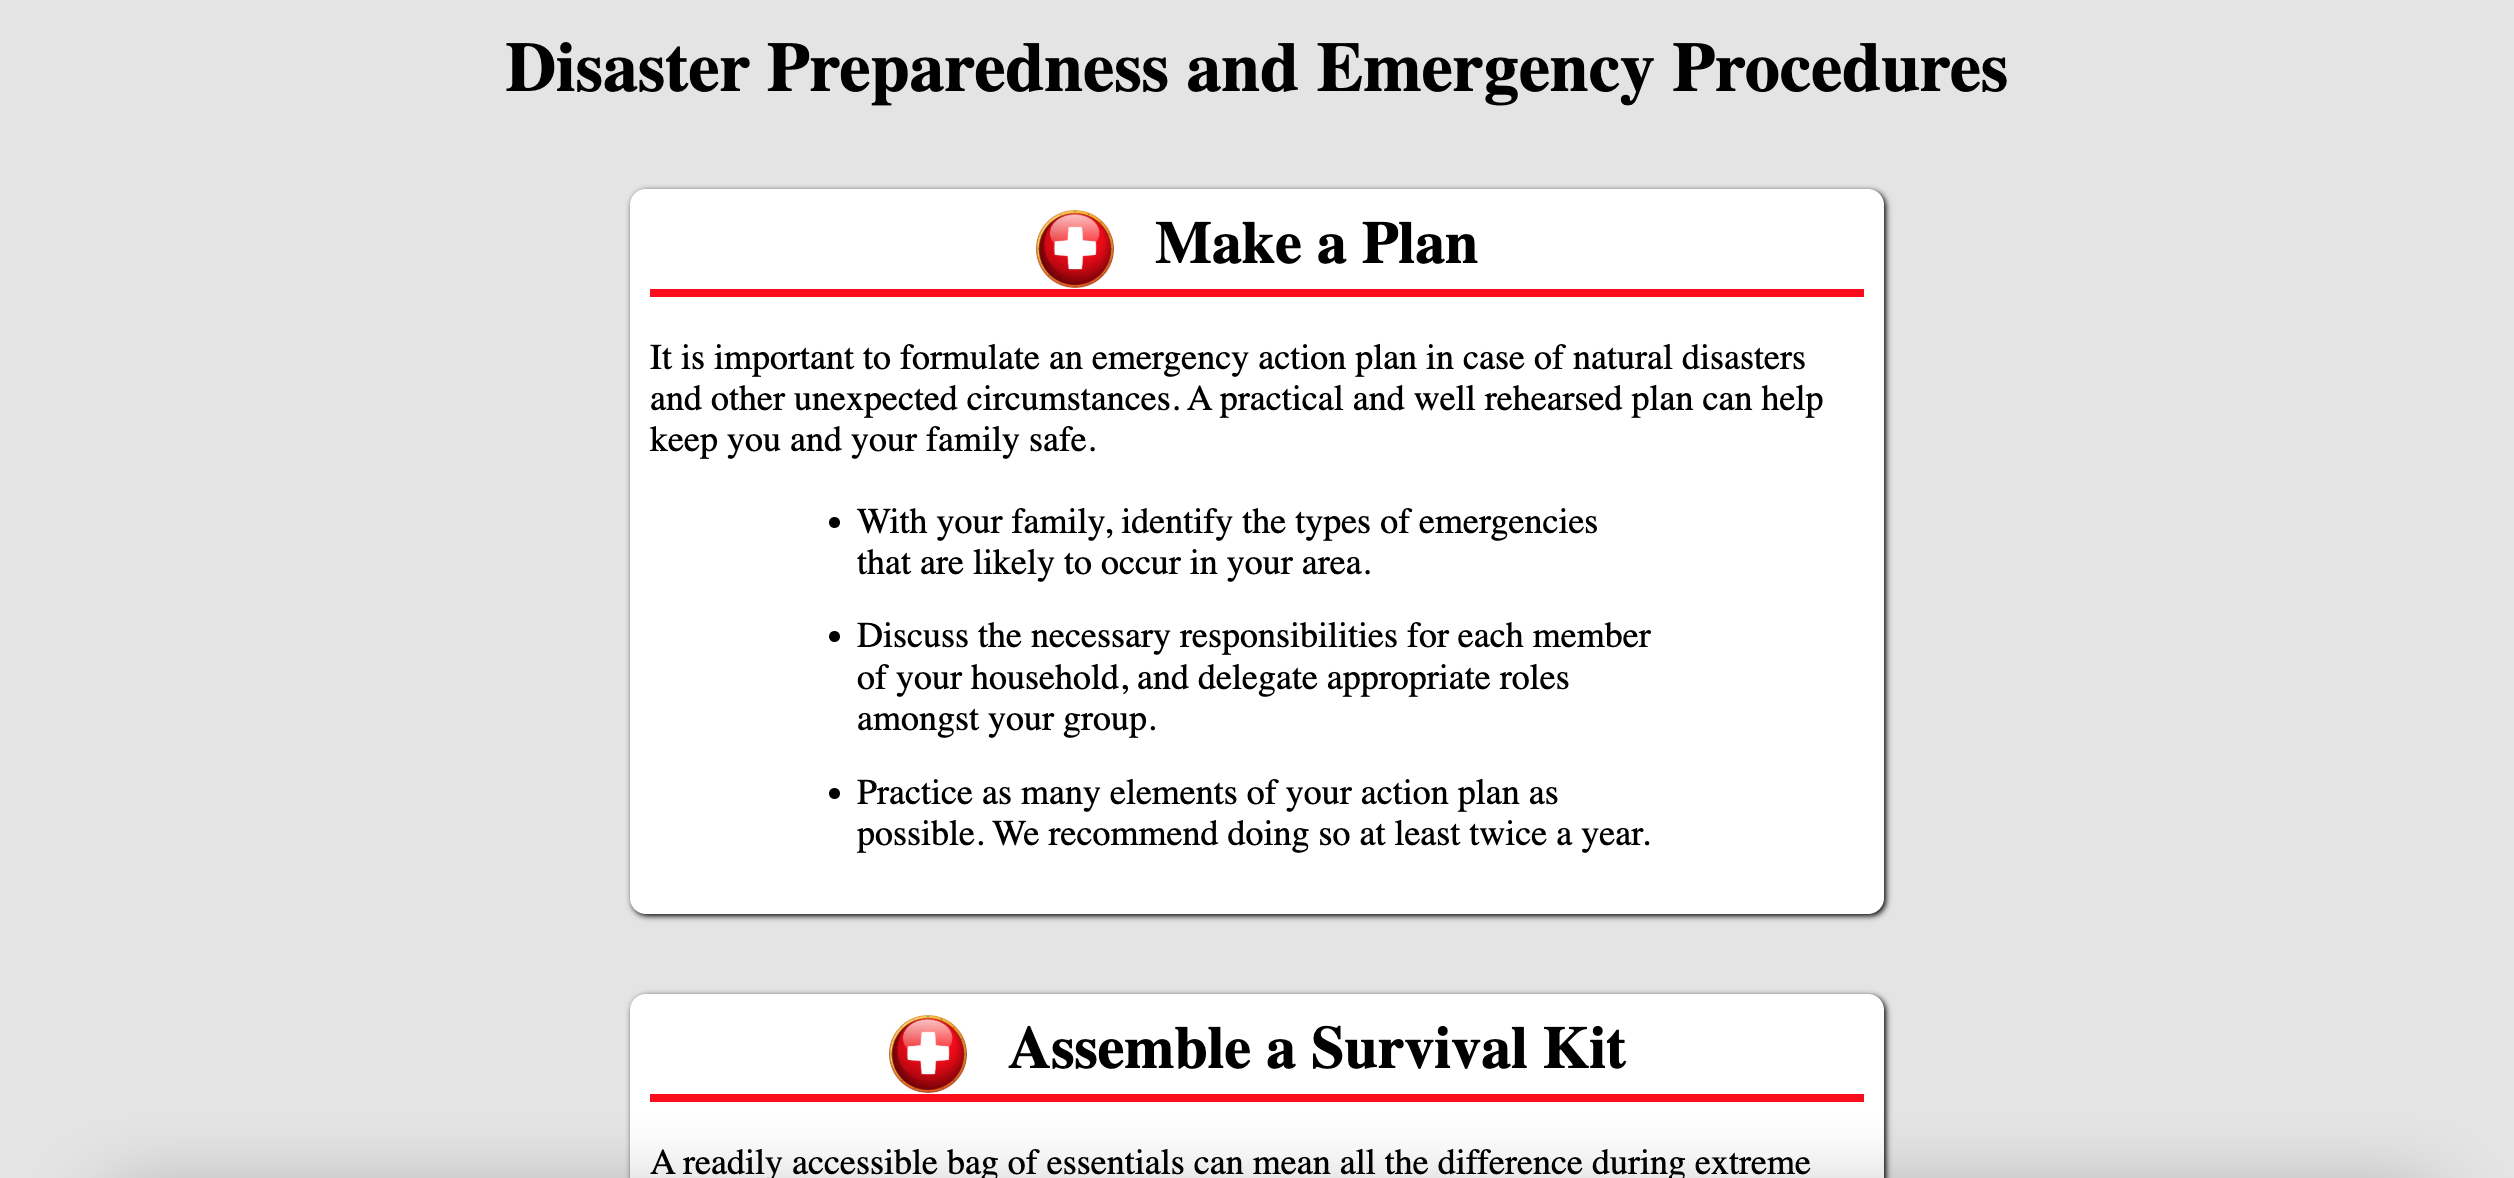 Disaster Preparedness and Emergency Procedures
Make a Plan
It is important to formulate an emergency action plan in case of natural disasters
and other unexpected circumstances. A practical and well rehearsed plan can help
keep you and your family safe.
• With your family, identify the types of emergencies
that are likely to occur in your area.
• Discuss the necessary responsibilities for each member
of your household, and delegate appropriate roles
amongst your group.
• Practice as many elements of your action plan as
possible. We recommend doing so at least twice a year.
Assemble a Survival Kit
A readily accessible bag of essentials can mean all the difference during extreme